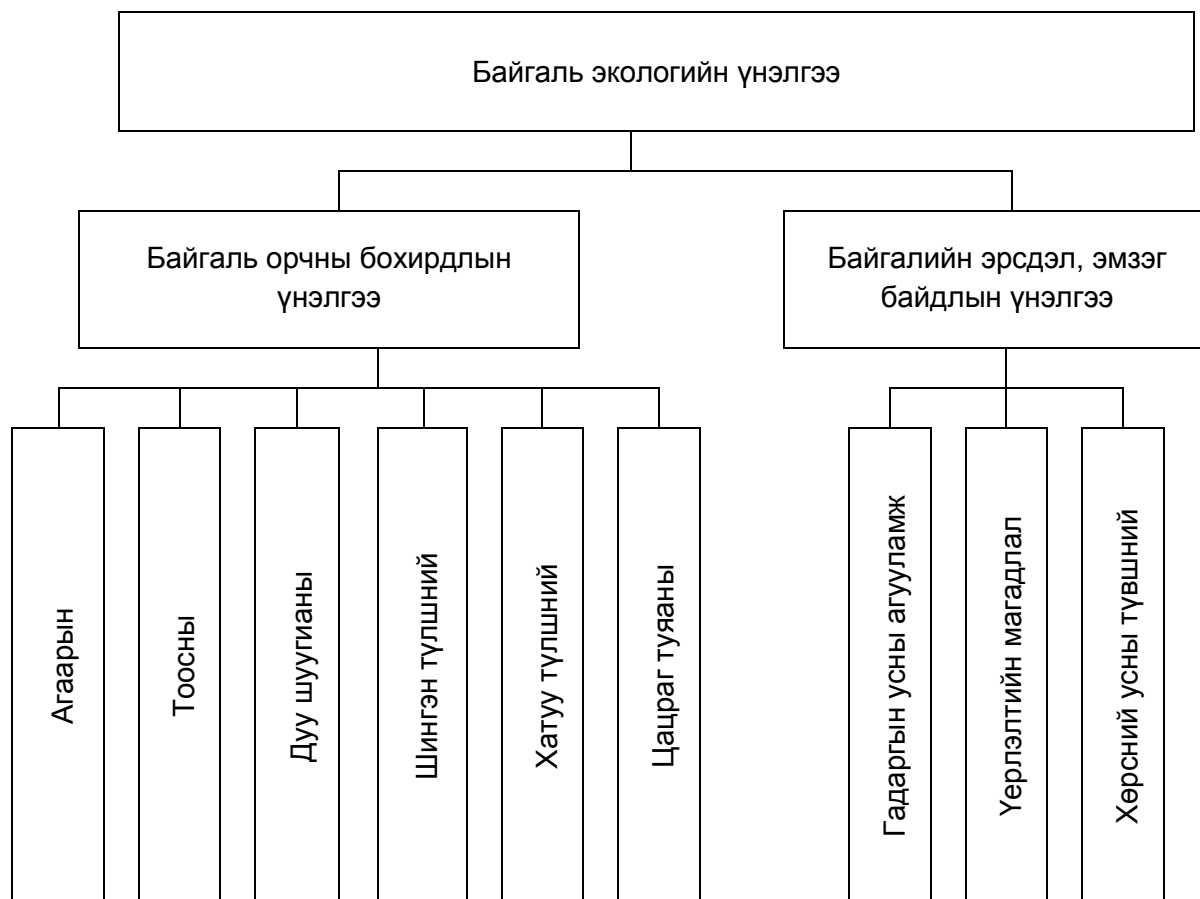 Байгаль экологийн үнэлгээ
Байгаль орчны бохирдлын
үнэлгээ
Байгалийн эрсдэл, эмзэг
байдлын үнэлгээ
Агаарын
Тоосны
Дуу шуугианы
Шингэн түлшний
Хатуу түлшний
Цацраг туяаны
Гадаргын усны агууламж
Үерлэлтийн магадлал
Хөрсний усны түвшний